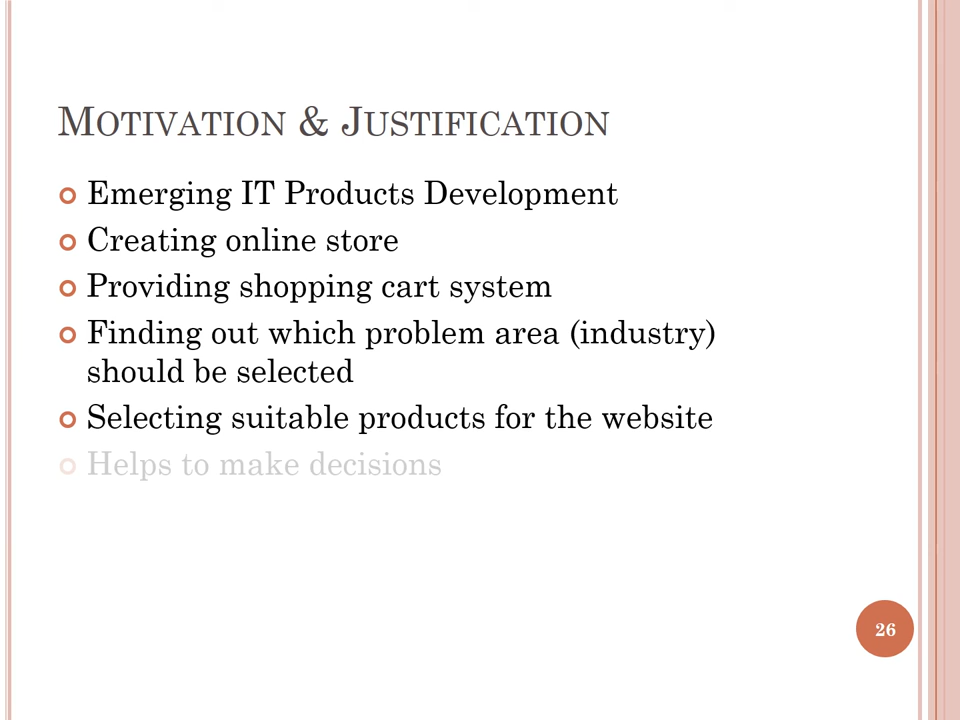 Motivation & Justification
Emerging IT Products Development
Creating online store
Providing shopping cart system
Finding out which problem area (industry)
should be selected
Selecting suitable products for the website
Helps to make decisions
26